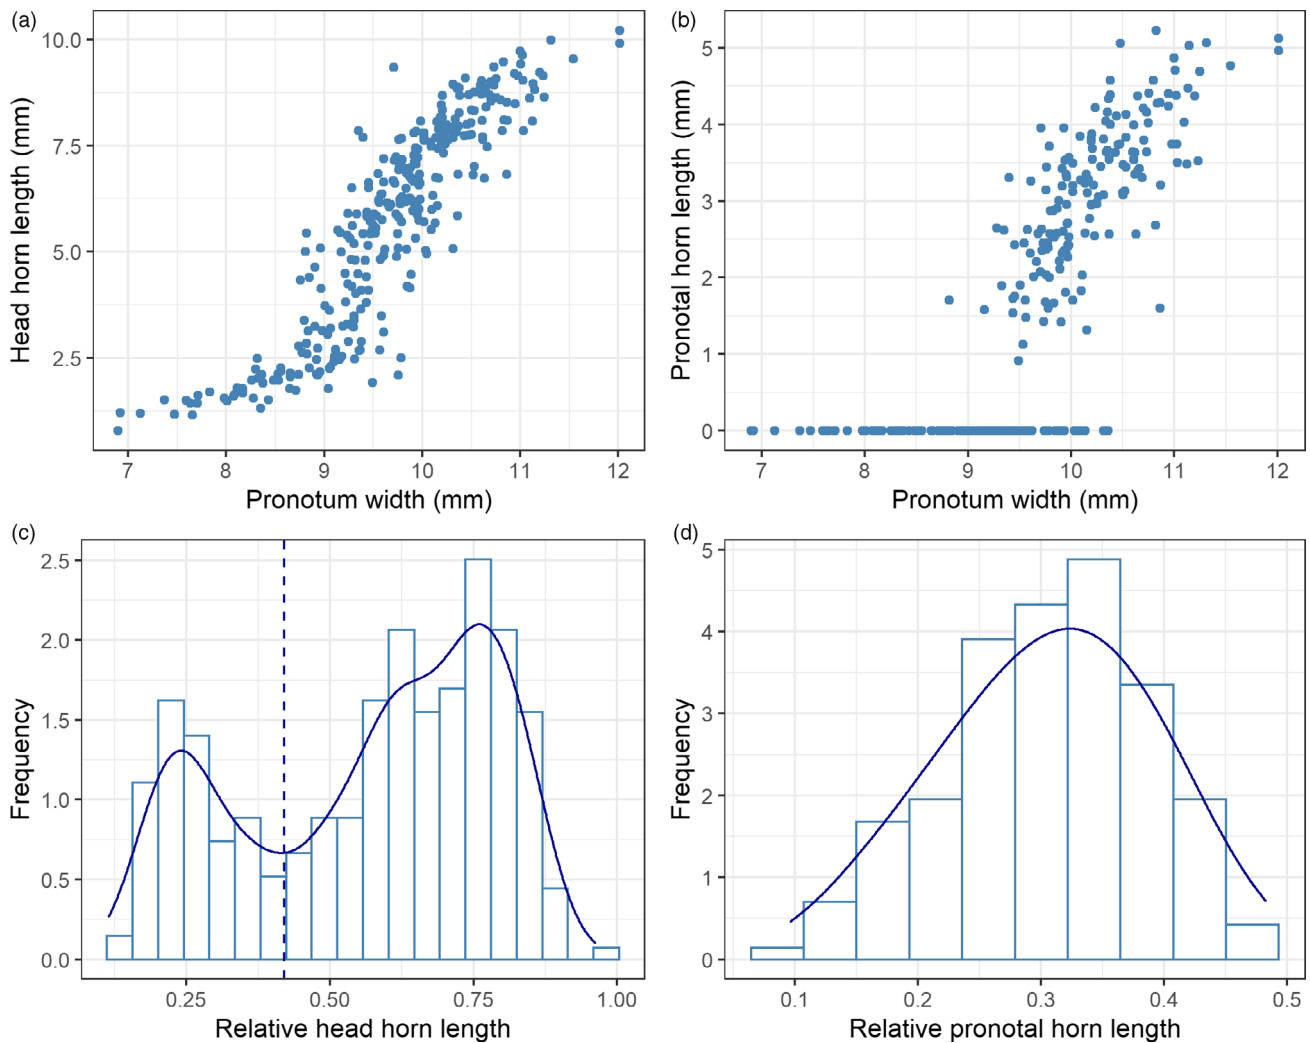 (a)
Head horn length (mm)
10.0
7.5
5.0
2.5
7 8 9 10 11 12
Pronotum width (mm)
(b)
Pronotal horn length (mm)
5
4
3
2
1
0
7 8 9 10 11 12
Pronotum width (mm)
(c)
Frequency
2.5
2.0
1.5
1.0
0.5
0.0
0.25 0.50 0.75 1.00
Relative head horn length
(d)
Frequency
5
4
3
2
1
0
0.1 0.2 0.3 0.4 0.5
Relative pronotal horn length